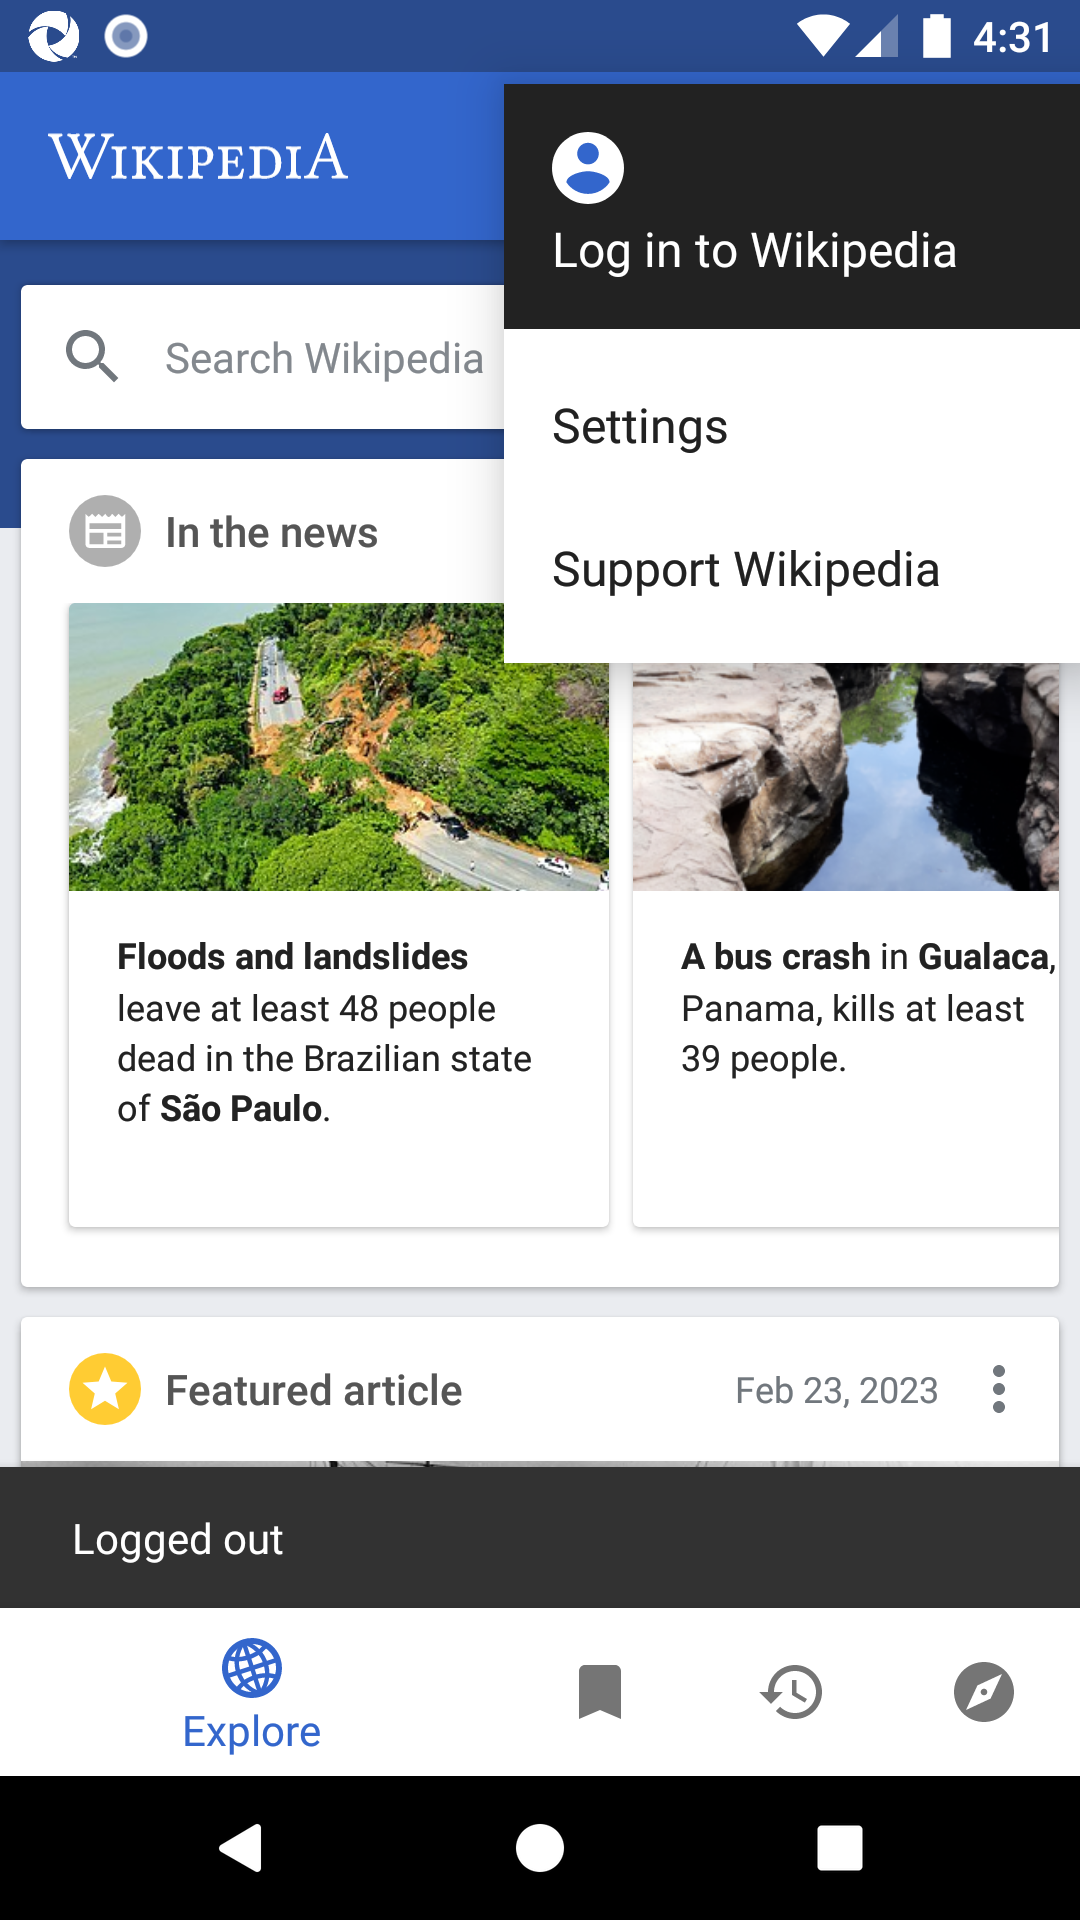 4:31
WIKIPEDIA
Log in to Wikipedia
Search Wikipedia
Settings
Support Wikipedia
In the news
Floods and landslides
leave at least 48 people
dead in the Brazilian state
of São Paulo.
A bus crash in Gualaca,
Panama, kills at least
39 people.
Featured article
Feb 23, 2023
Logged out
Explore